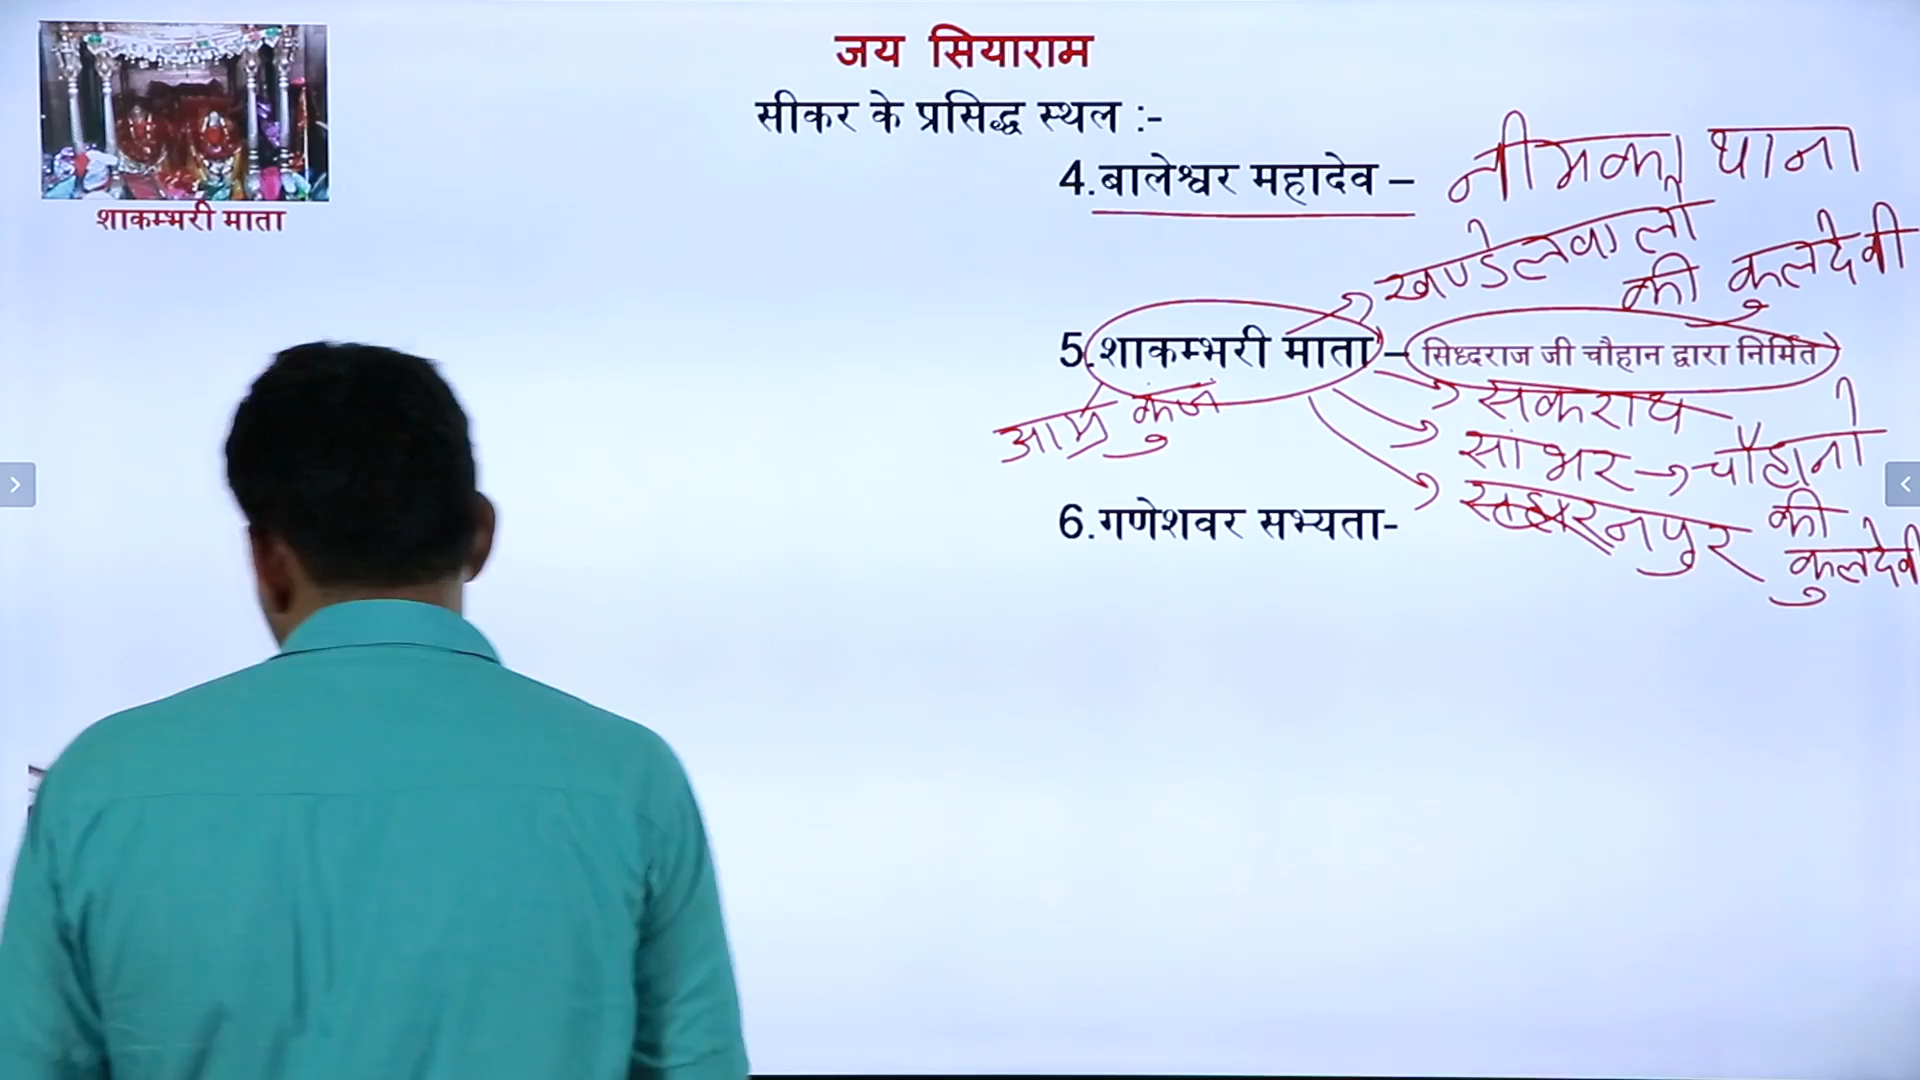 जय सियाराम
सीकर के प्रसिद्ध स्थल :-
शाकम्भरी माता
4.बालेश्वर महादेव – नीमका थाना
खण्डेलवालो
की कुलदेवी
5.शाकम्भरी माता – सिध्दराज जी चौहान द्वारा निर्मित
आम्र कुंज
सकराय
सांभर → चौहानो
की
कुलदेवी
सहारनपुर
6.गणेशवर सभ्यता-